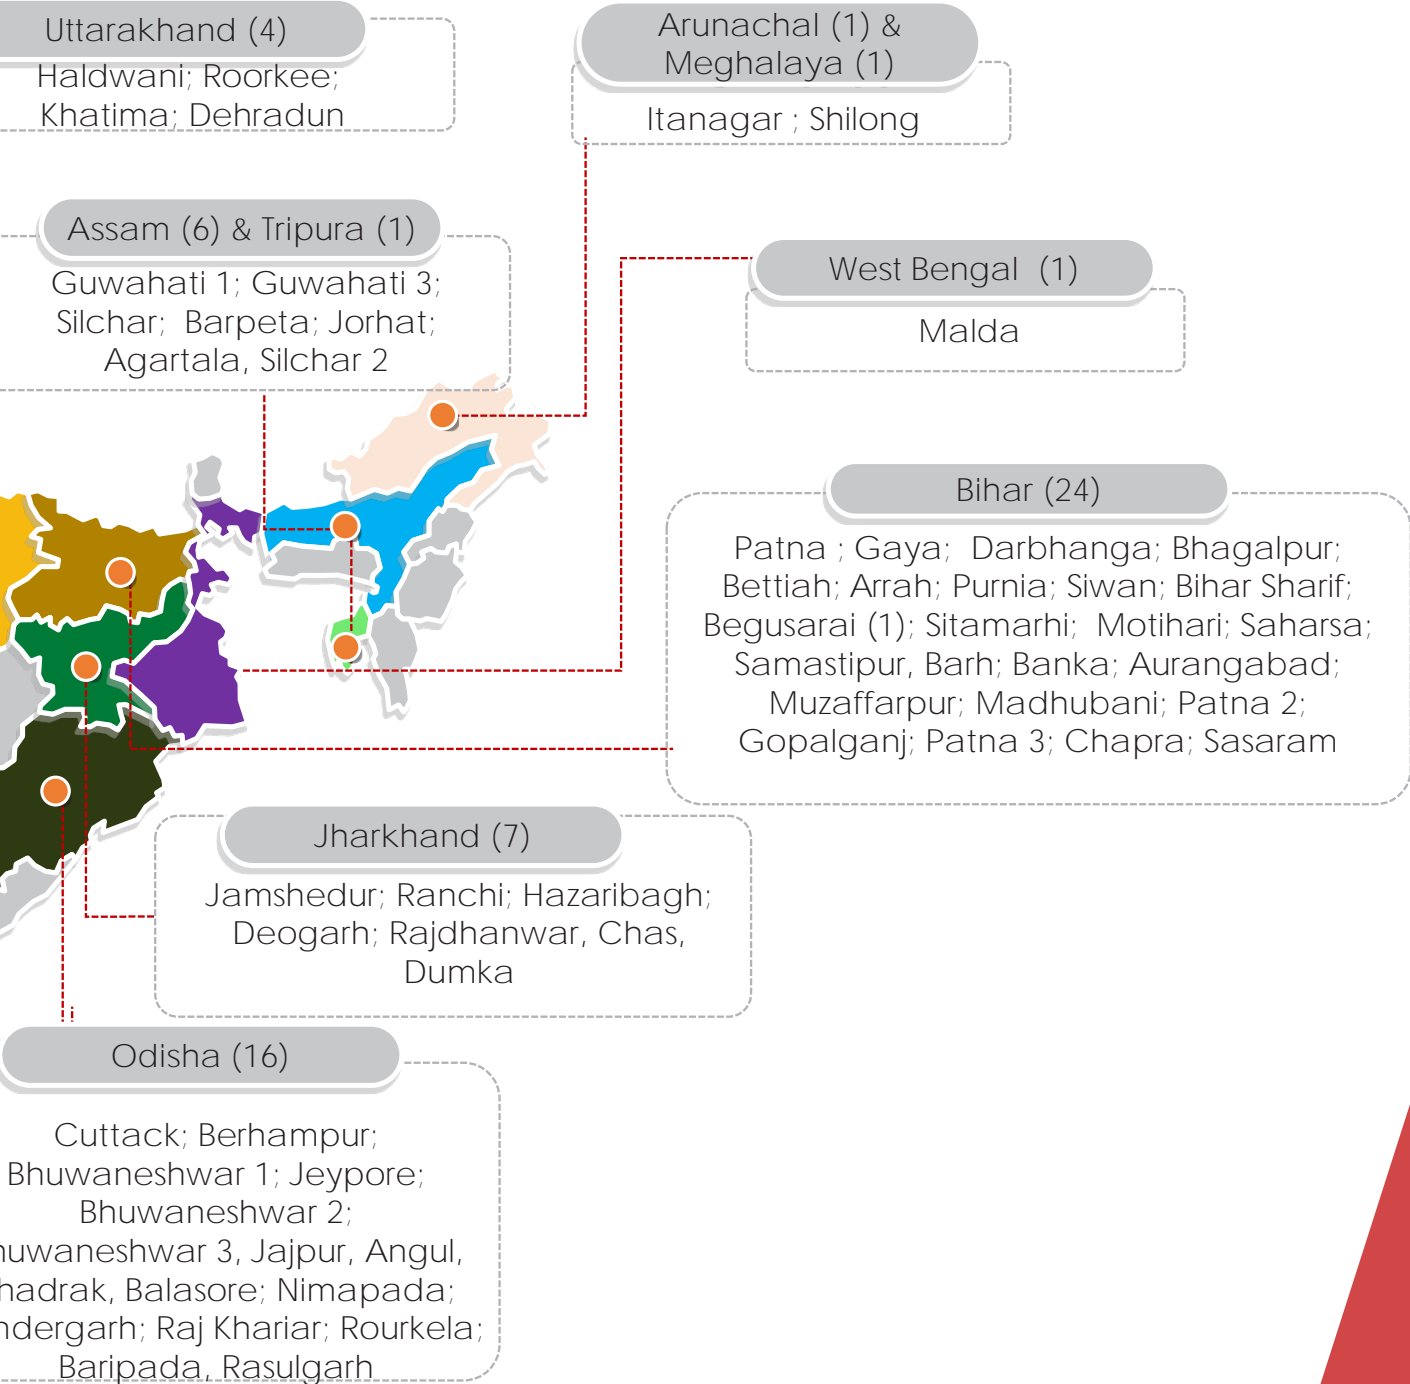 Uttarakhand (4)
Haldwani; Roorkee;
Khatima; Dehradun
Arunachal (1) &
Meghalaya (1)
Itanagar ; Shilong
Assam (6) & Tripura (1)
Guwahati 1; Guwahati 3;
Silchar; Barpeta; Jorhat;
Agartala, Silchar 2
West Bengal (1)
Malda
Bihar (24)
Patna ; Gaya; Darbhanga; Bhagalpur;
Bettiah; Arrah; Purnia; Siwan; Bihar Sharif;
Begusarai (1); Sitamarhi; Motihari; Saharsa;
Samastipur, Barh; Banka; Aurangabad;
Muzaffarpur; Madhubani; Patna 2;
Gopalganj; Patna 3; Chapra; Sasaram
Jharkhand (7)
Jamshedur; Ranchi; Hazaribagh;
Deogarh; Rajdhanwar, Chas,
Dumka
Odisha (16)
Cuttack; Berhampur;
Bhuwaneshwar 1; Jeypore;
Bhuwaneshwar 2;
huwaneshwar 3, Jajpur, Angul,
hadrak, Balasore; Nimapada;
ndergarh; Raj Khariar; Rourkela;
Baripada, Rasulgarh